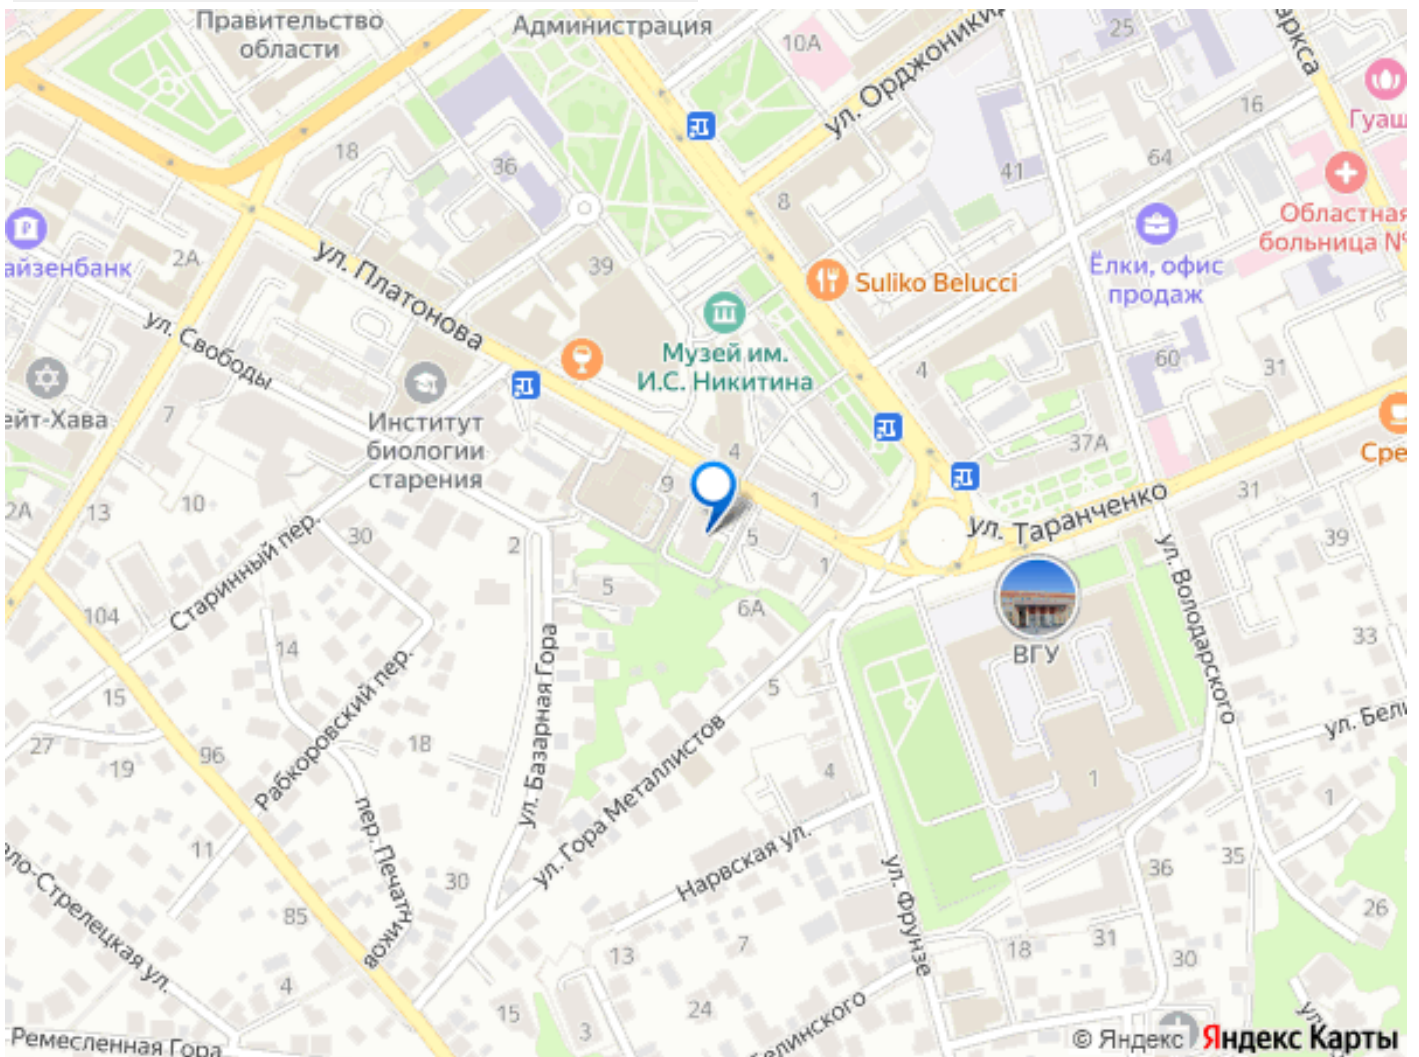 Правительство
области
Администрация
10А
25
ул. Орджоники
аркса
16
Гуаш
64
41
18
36
8
Областная
больница №
айзенбанк
2А
39
ул. Платонова
Suliko Belucci
Ёлки, офис
продаж
ул. Свободы
Музей им.
И.С. Никитина
4
60
31
ейт-Хава
7
Институт
биологии
старения
4
37А
Сре
2А
13
10
9
1
31
ул. Таранченко
30
2
5
1
39
Старинный пер.
104
5
6А
ул. Володарского
14
33
ВГУ
15
Рабкоровский пер.
ул. Базарная Гора
5
27
19
96
18
ул. Гора Металлистов
4
1
ул. Бели
1
пер. Печатников
11
30
Нарвская ул.
ул. Фрунзе
36
35
ло-Стрелецкая ул.
85
26
13
7
18
31
30
4
15
24
3
елинского
ул.
Ремесленная Гора
© Яндекс Яндекс Карты